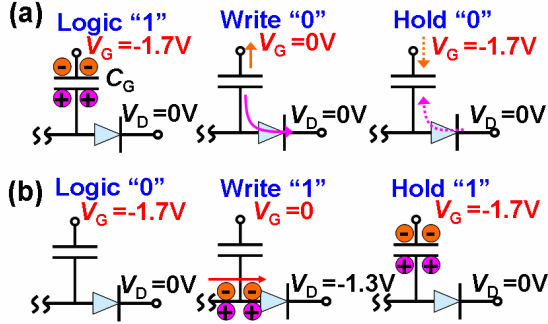 (a) Logic “1” Write “0” Hold “0”
V_G=-1.7V V_G=0V V_G=-1.7V
- - C_G
+ + V_D=0V V_D=0V V_D=0V
(b) Logic “0” Write “1” Hold “1”
V_G=-1.7V V_G=0 V_G=-1.7V
- -
+ +
V_D=0V - - V_D=-1.3V V_D=0V
+ +